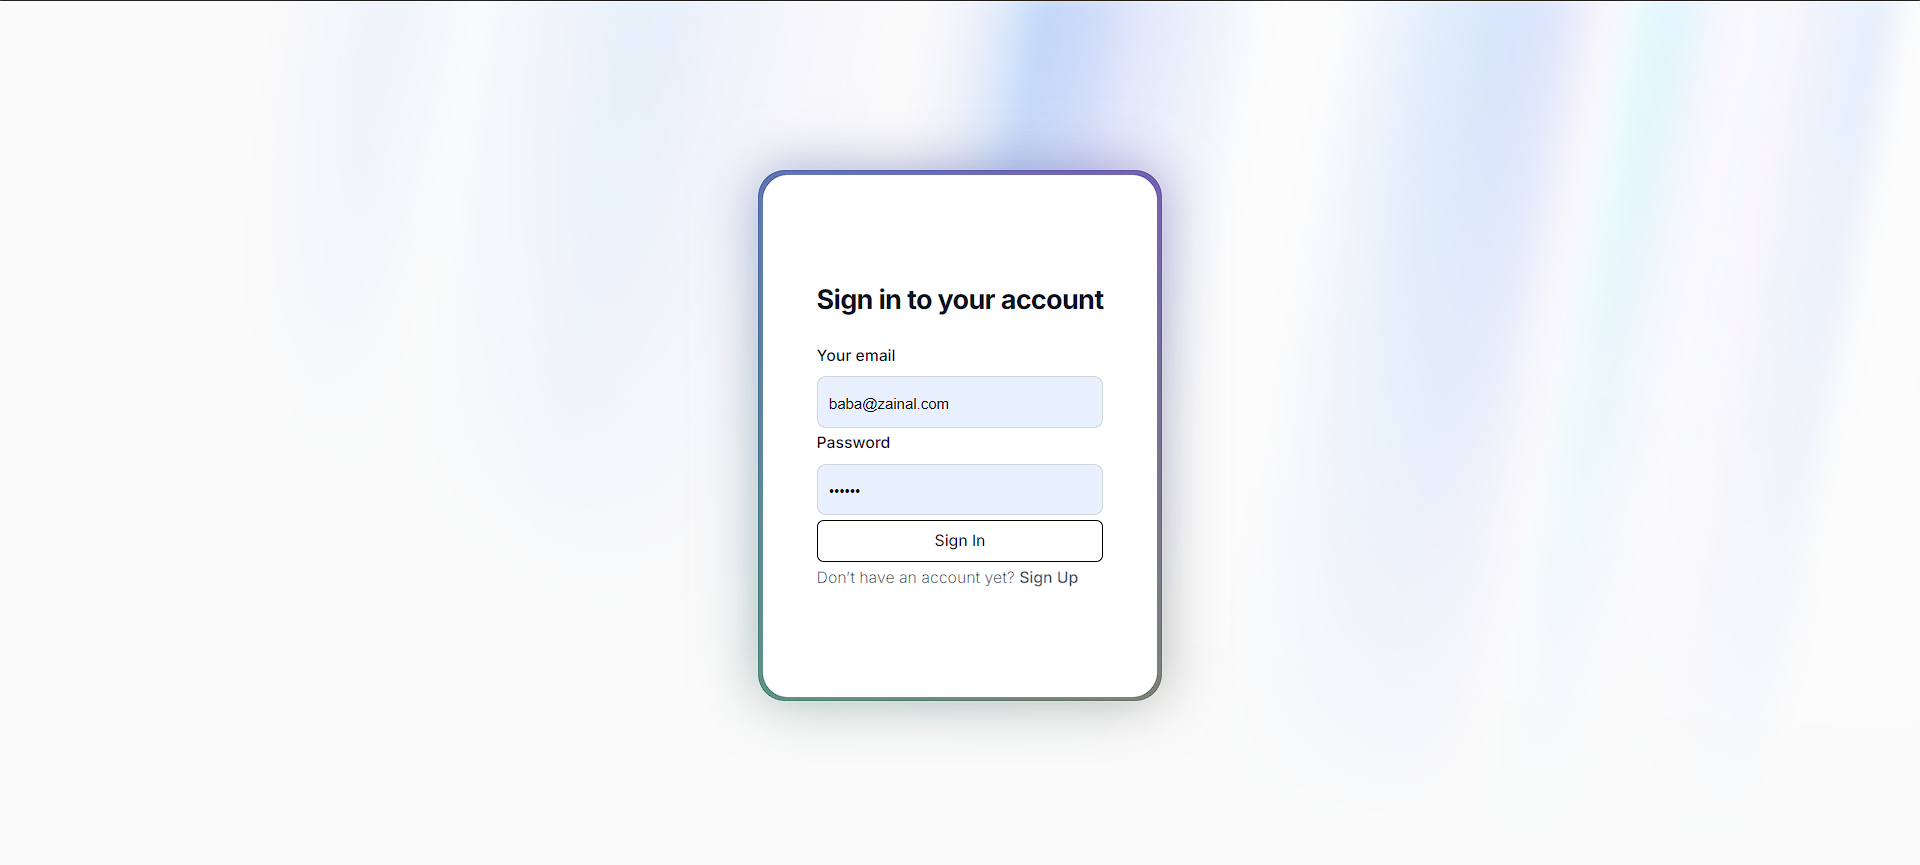 Sign in to your account
Your email
baba@zainal.com
Password
••••••
Sign In
Don't have an account yet? Sign Up